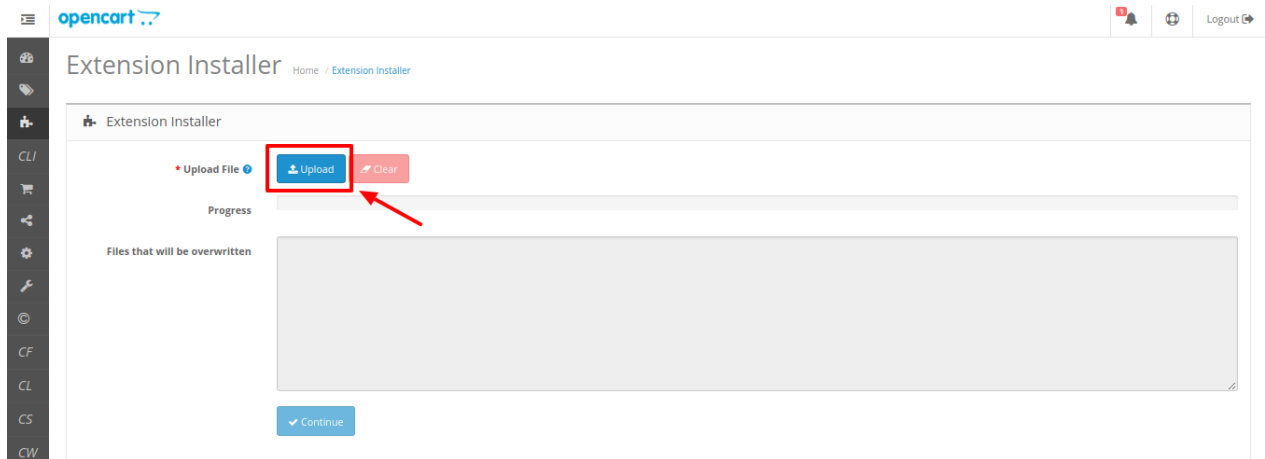 opencart
1
Logout
Extension Installer Home / Extension Installer
Extension Installer
CLI
* Upload File Upload Clear
Progress
Files that will be overwritten
CF
CL
CS
Continue
CW